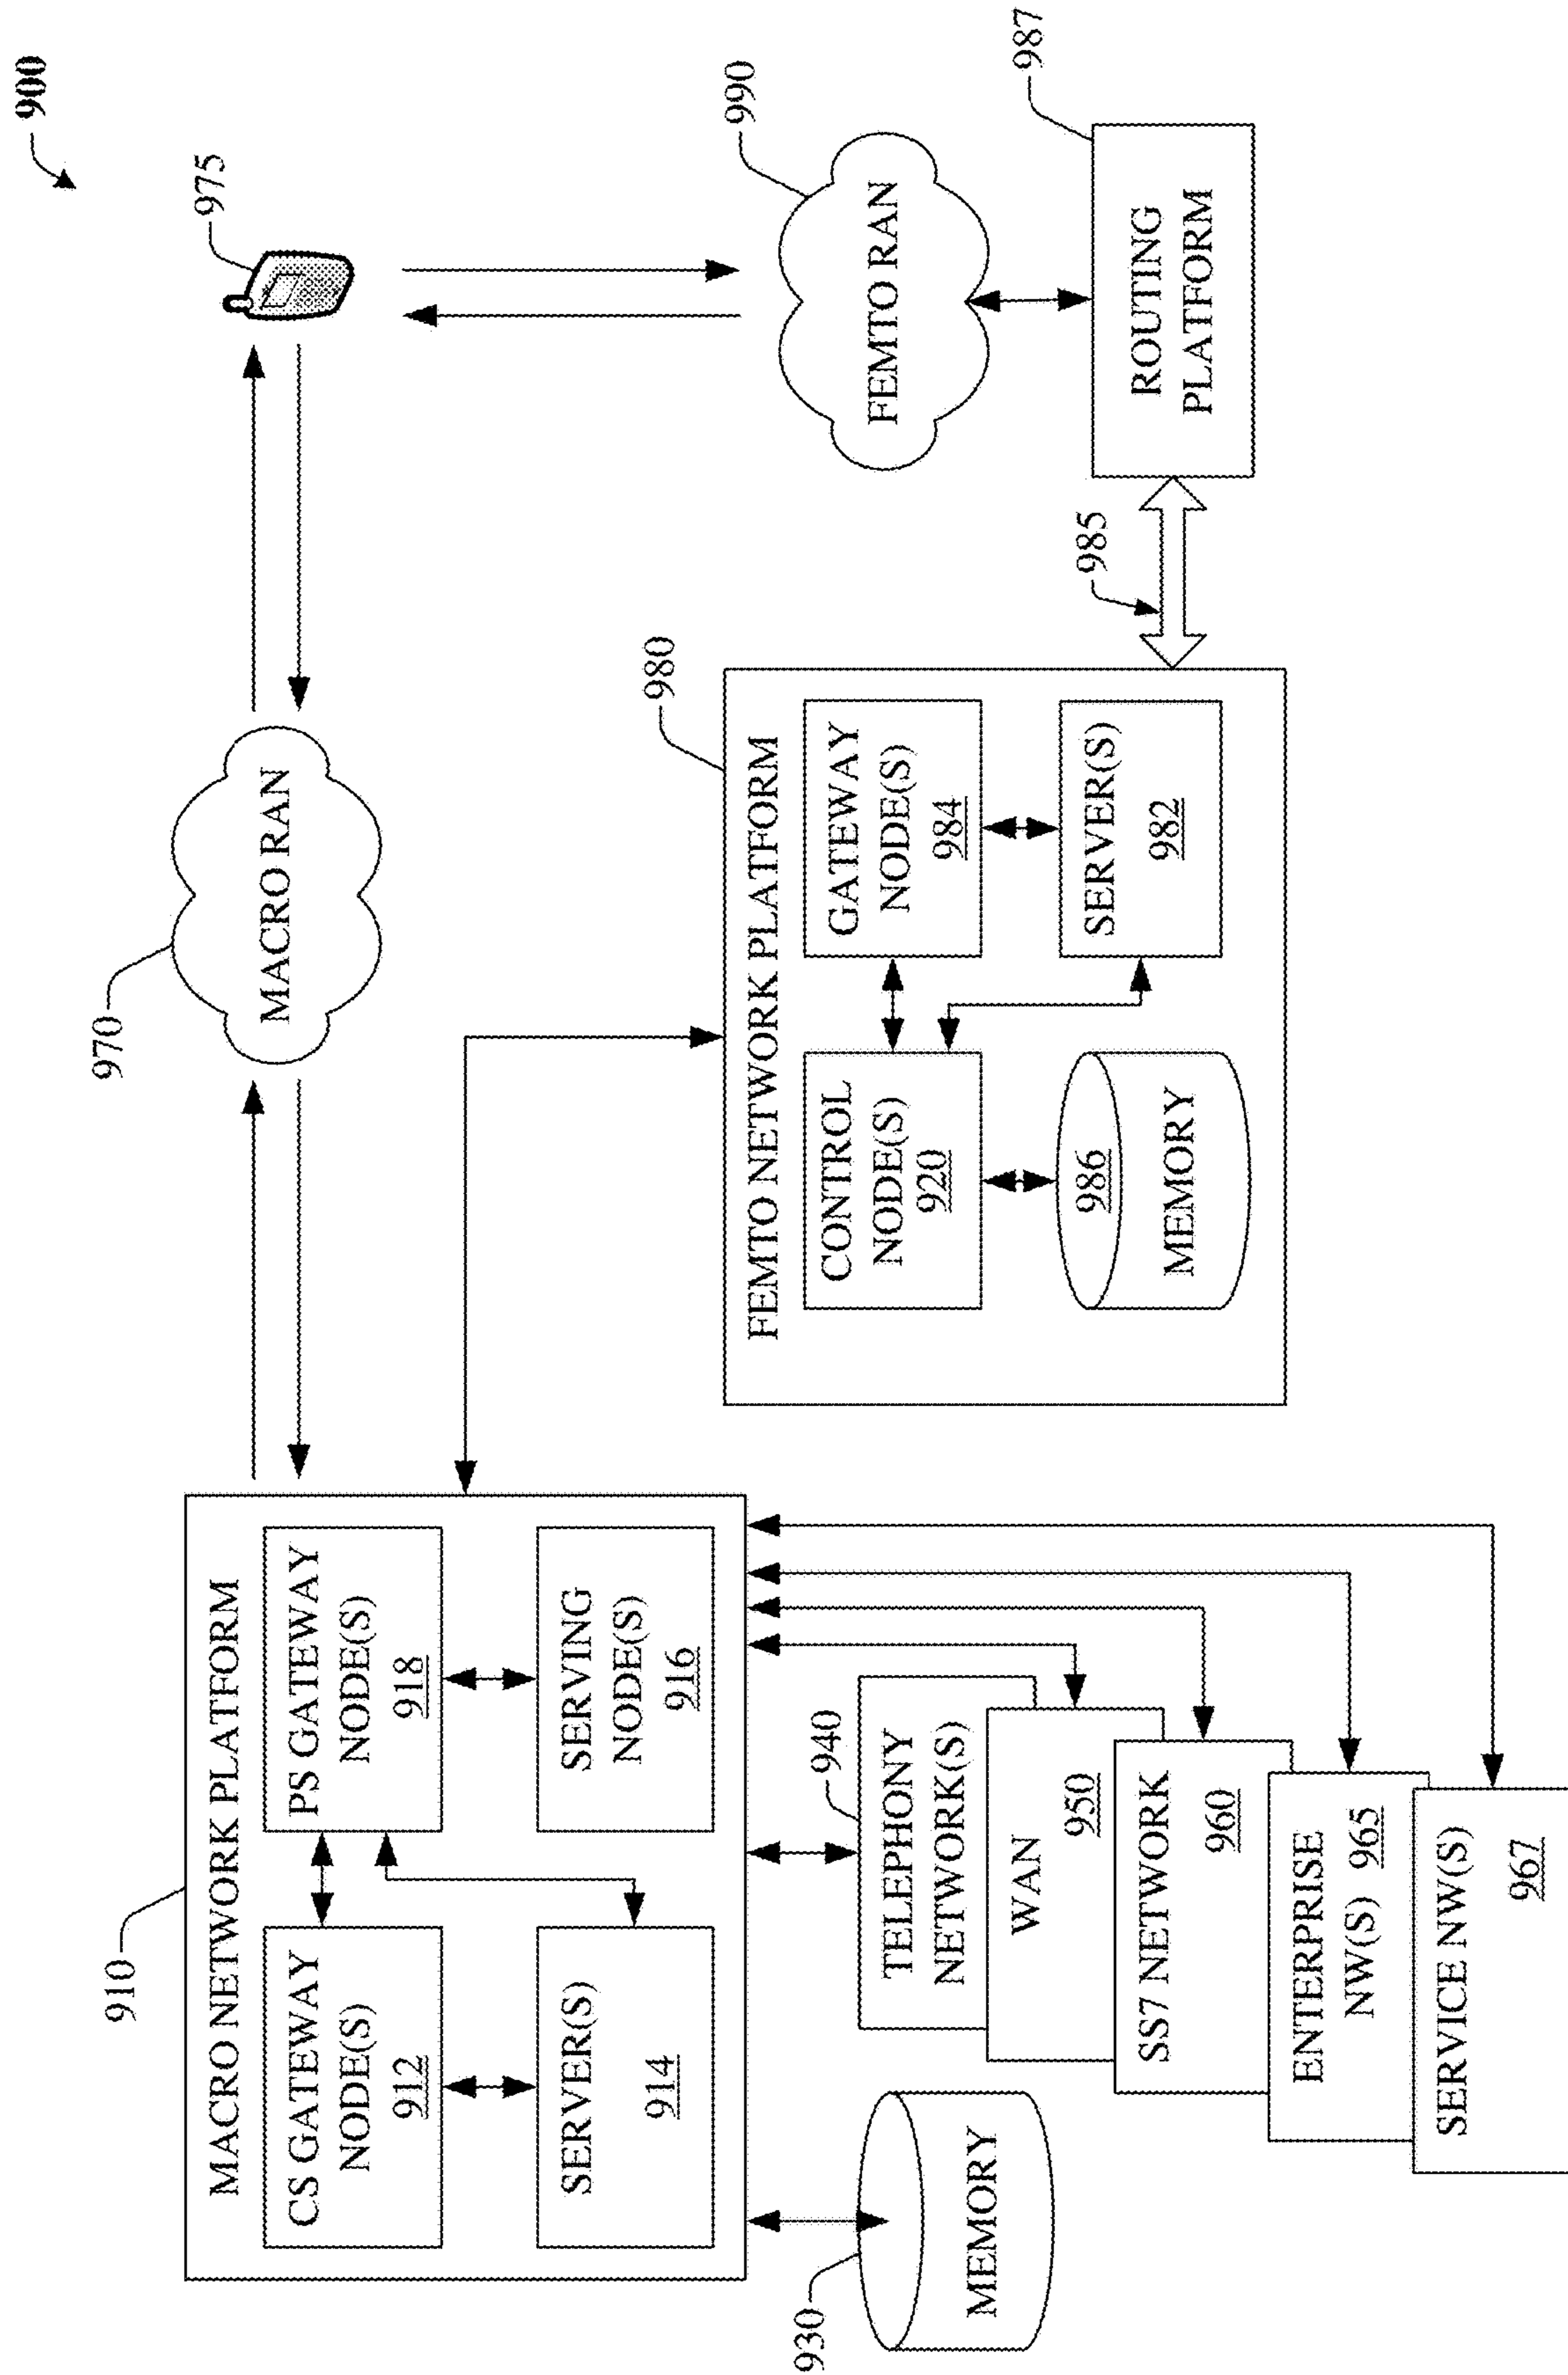 900
910
MACRO NETWORK PLATFORM
CS GATEWAY
NODE(S)
912
PS GATEWAY
NODE(S)
918
SERVER(S)
914
SERVING
NODE(S)
916
970
MACRO RAN
975
930
MEMORY
940
TELEPHONY
NETWORK(S)
WAN
950
SS7 NETWORK
960
ENTERPRISE
NW(S) 965
SERVICE NW(S)
967
980
FEMTO NETWORK PLATFORM
CONTROL
NODE(S)
920
GATEWAY
NODE(S)
984
986
MEMORY
SERVER(S)
982
985
990
FEMTO RAN
987
ROUTING
PLATFORM